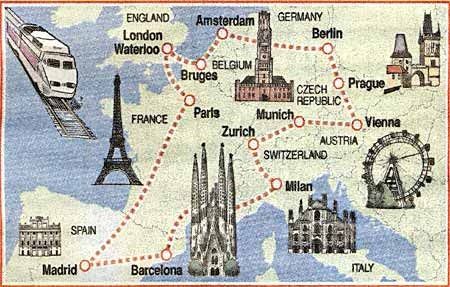 ENGLAND
Amsterdam
GERMANY
London
Waterloo
Berlin
Bruges
BELGIUM
CZECH
REPUBLIC
Prague
Paris
FRANCE
Munich
Vienna
Zurich
AUSTRIA
SWITZERLAND
Milan
SPAIN
Madrid
Barcelona
ITALY